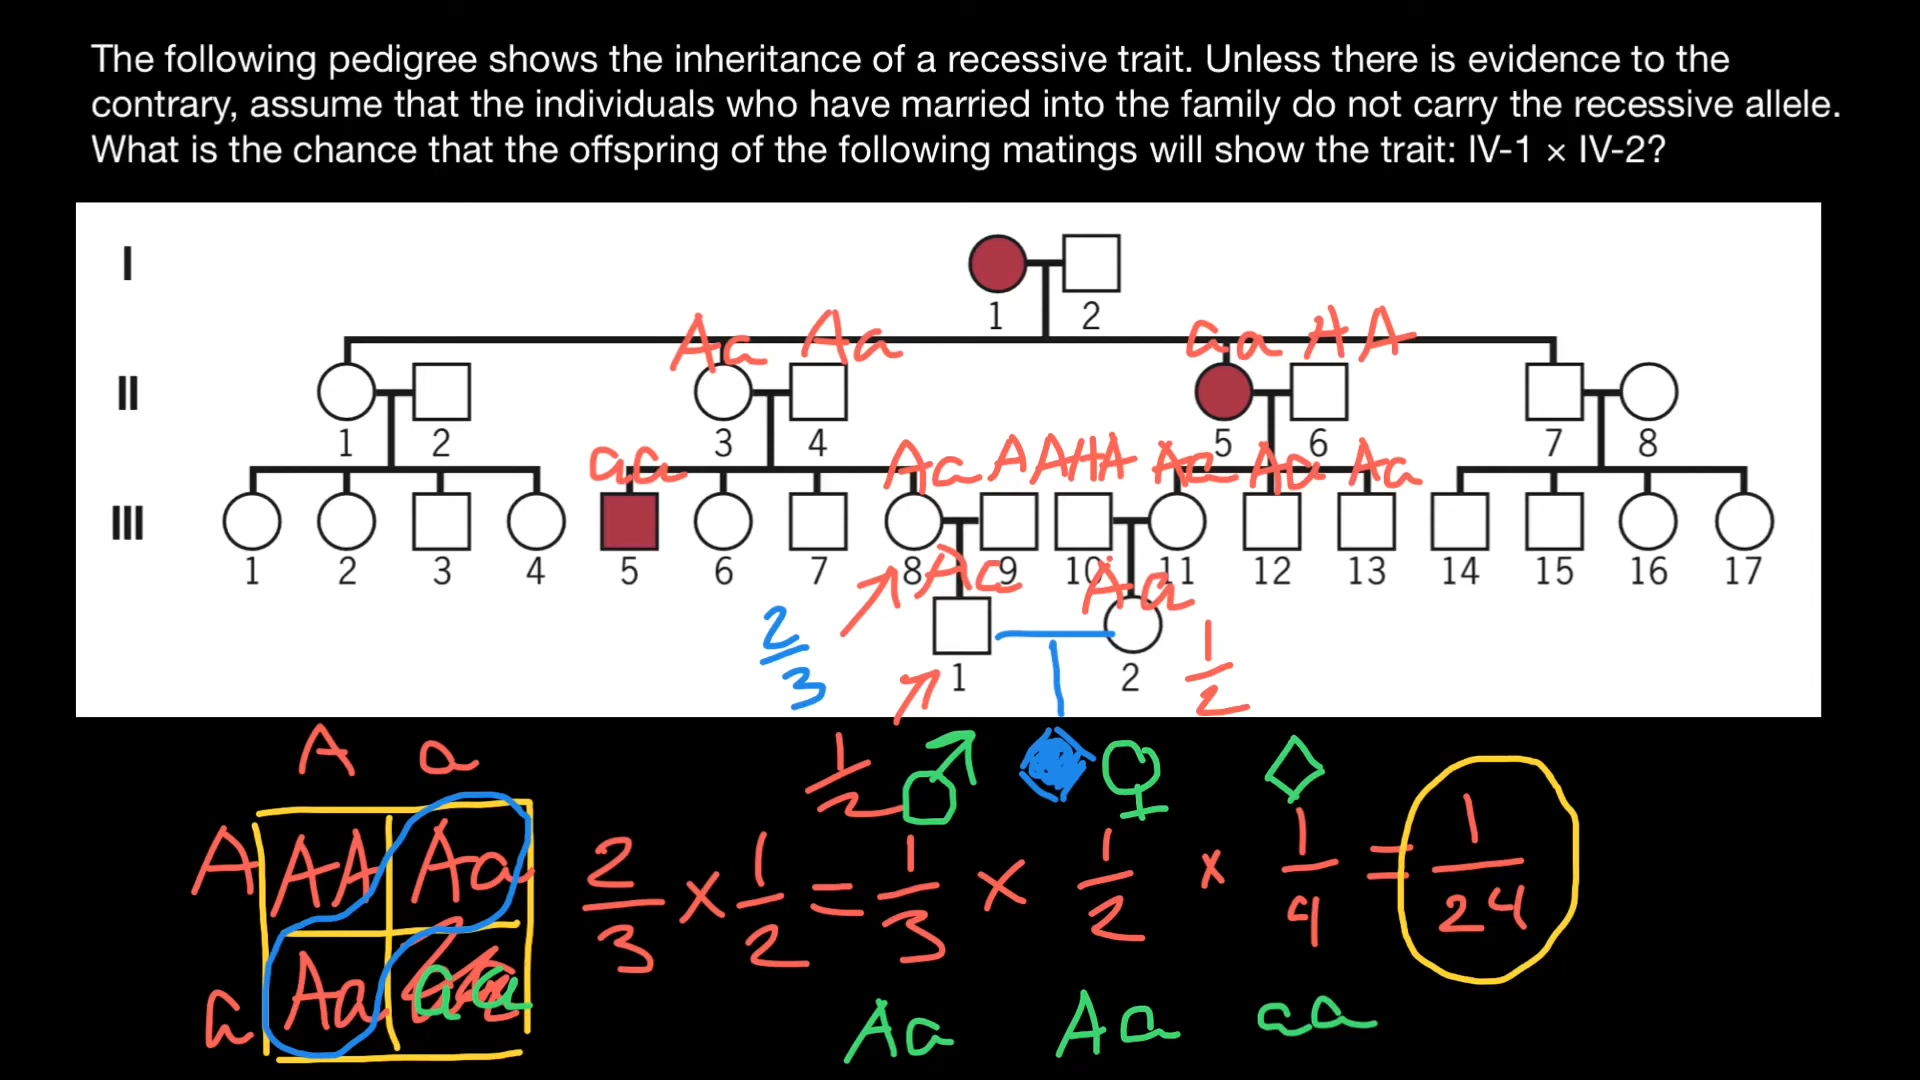 The following pedigree shows the inheritance of a recessive trait. Unless there is evidence to the
contrary, assume that the individuals who have married into the family do not carry the recessive allele.
What is the chance that the offspring of the following matings will show the trait: IV-1 × IV-2?
I
1 2
Aa Aa aa AA
II
1 2 3 4 5 6 7 8
aa Aa AA AA Aa Aa Aa
III
1 2 3 4 5 6 7 8 9 10 11 12 13 14 15 16 17
Aa Aa
2/3 1 2 1/2
A a 1/2 ♂ ♀
A AA Aa 2/3 × 1/2 = 1/3 × 1/2 × 1/4 = 1/24
a Aa aa
Aa Aa aa